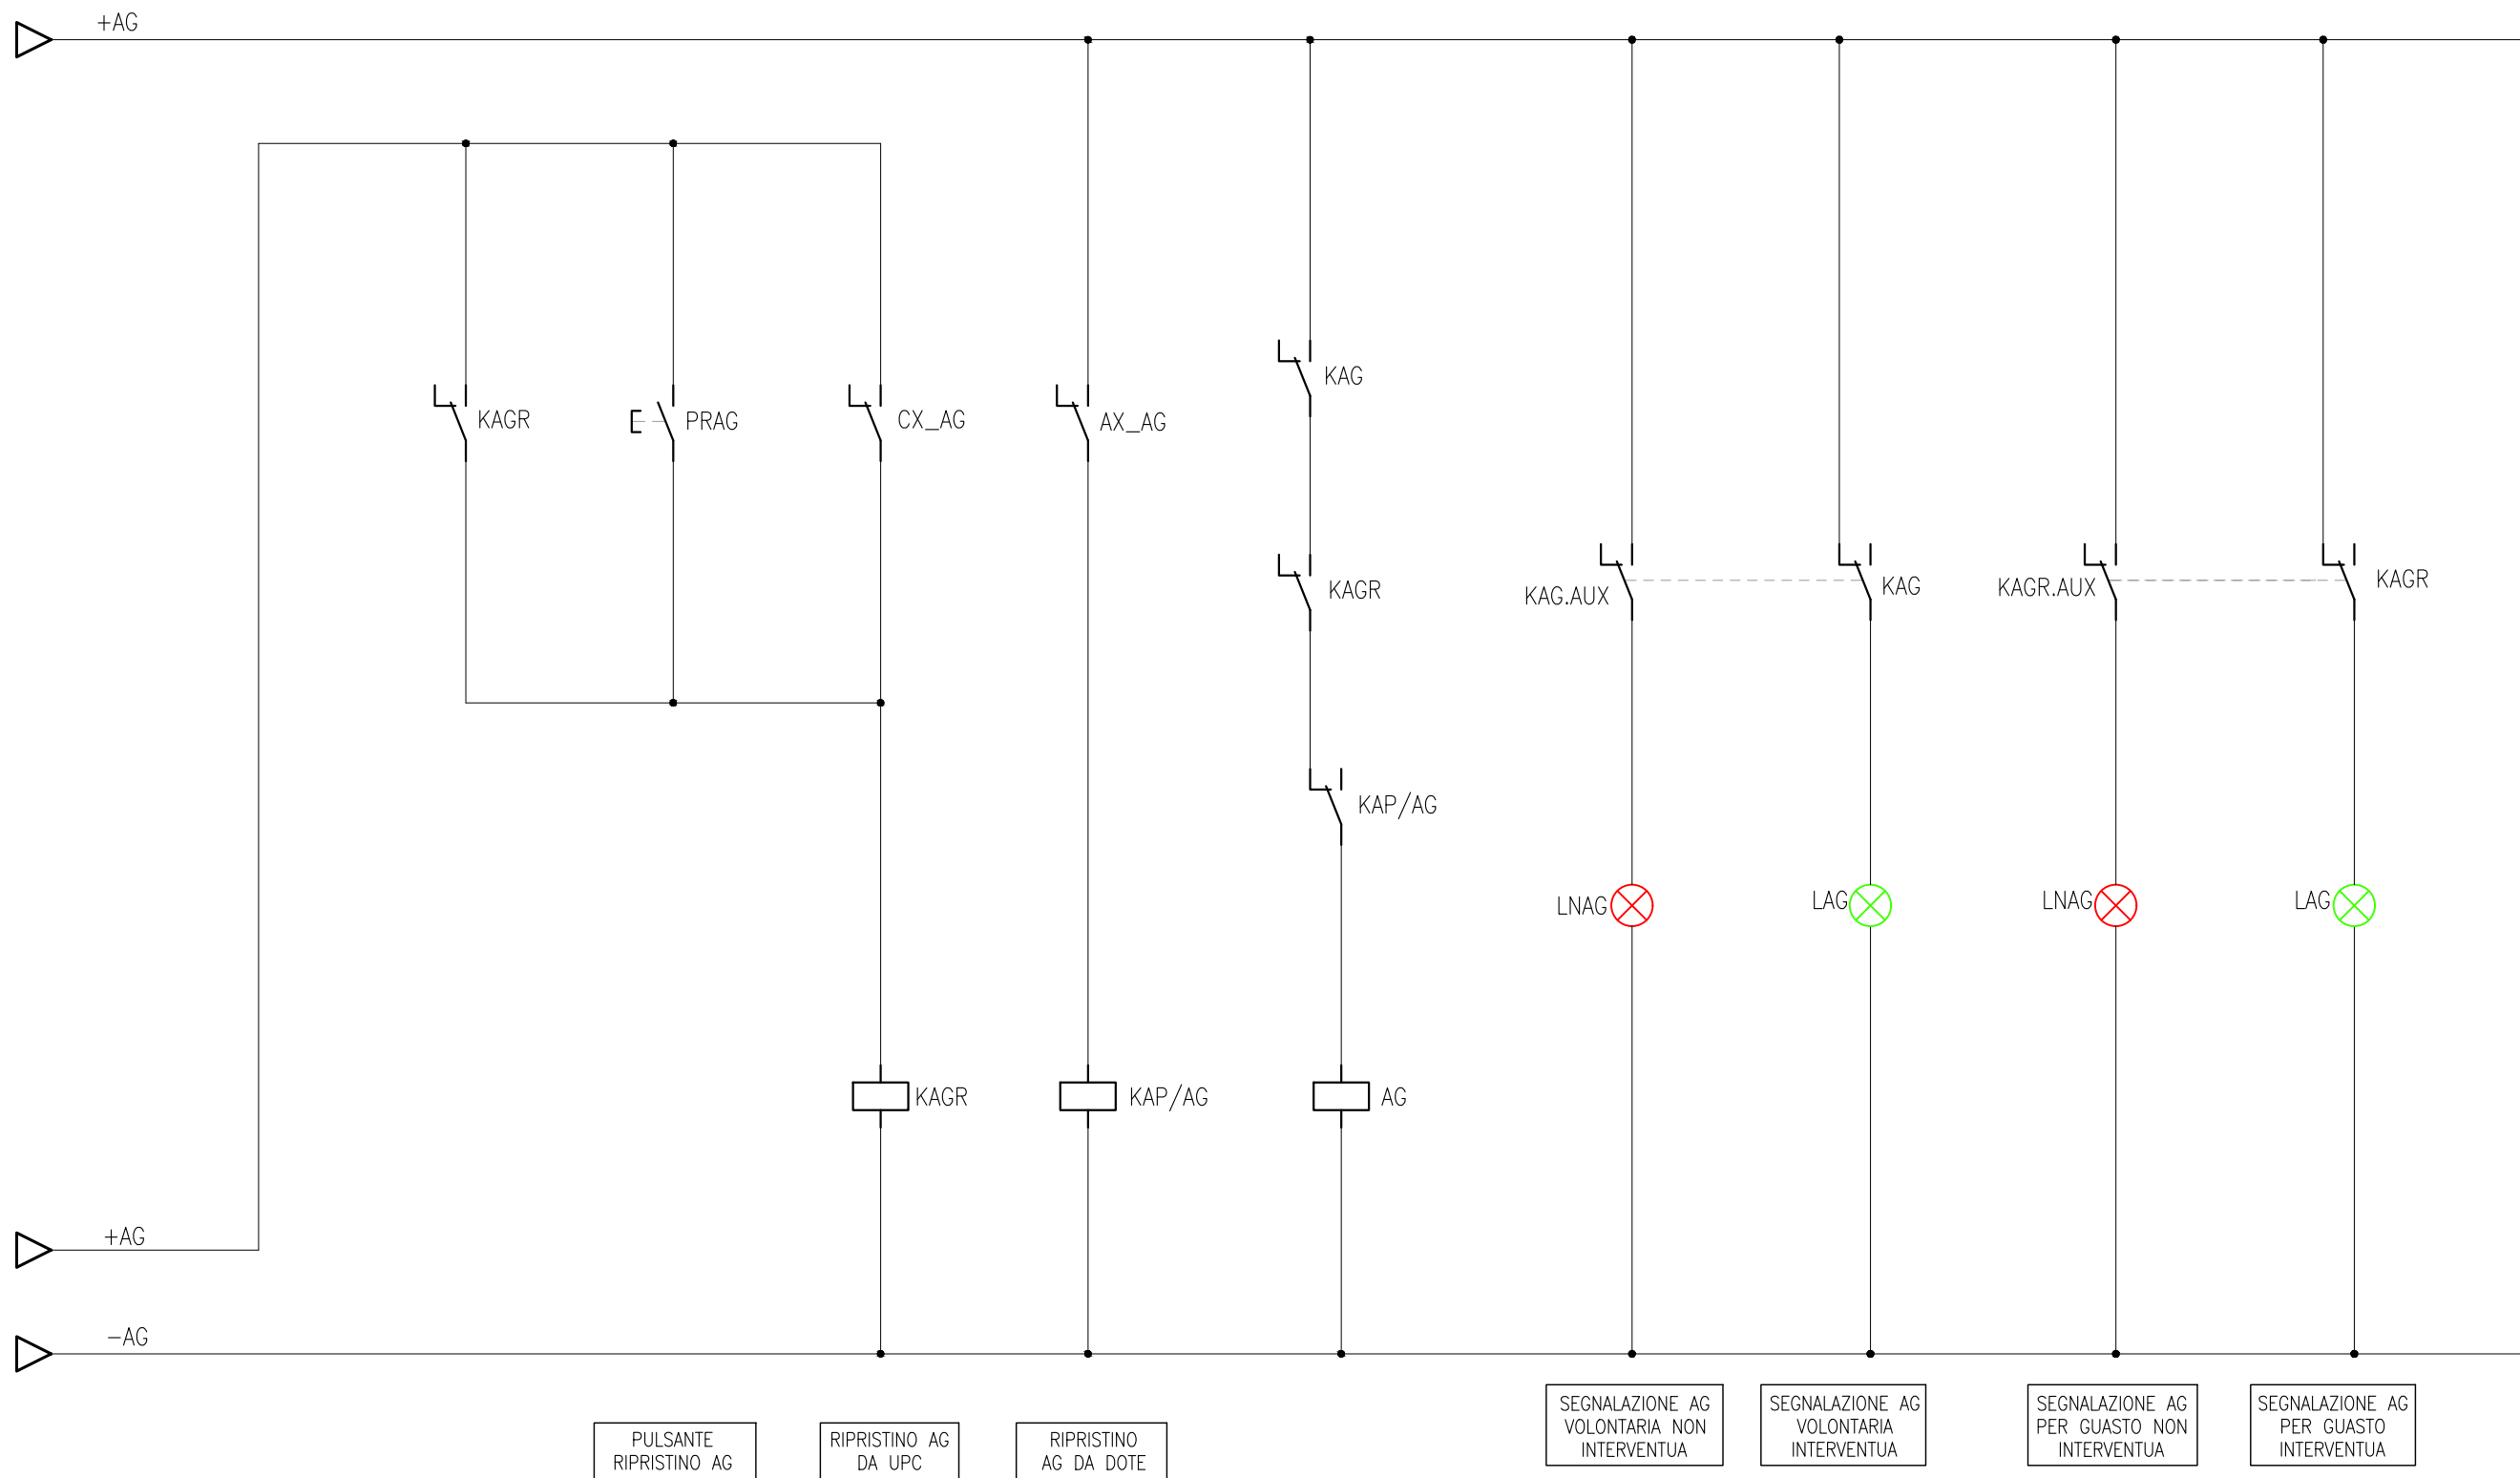 +AG
KAGR
PRAG
CX_AG
AX_AG
KAG
KAGR
KAP/AG
KAG.AUX
KAG
KAGR.AUX
KAGR
LNAG
LAG
LNAG
LAG
KAGR
KAP/AG
AG
+AG
-AG
PULSANTE
RIPRISTINO AG
RIPRISTINO AG
DA UPC
RIPRISTINO
AG DA DOTE
SEGNALAZIONE AG
VOLONTARIA NON
INTERVENTUA
SEGNALAZIONE AG
VOLONTARIA
INTERVENTUA
SEGNALAZIONE AG
PER GUASTO NON
INTERVENTUA
SEGNALAZIONE AG
PER GUASTO
INTERVENTUA